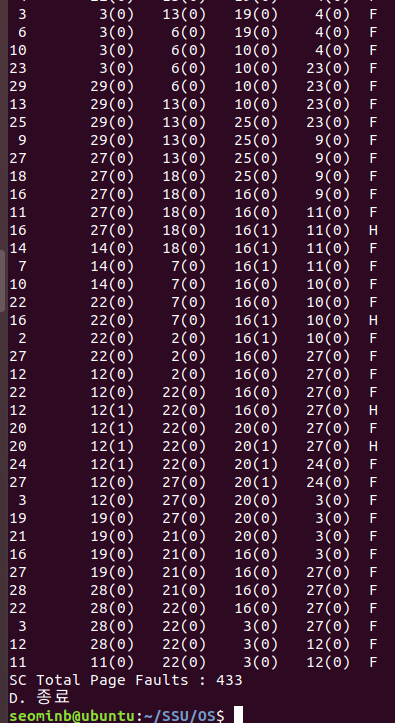 3 3(0) 13(0) 19(0) 4(0) F
6 3(0) 6(0) 19(0) 4(0) F
10 3(0) 6(0) 10(0) 4(0) F
23 3(0) 6(0) 10(0) 23(0) F
29 29(0) 6(0) 10(0) 23(0) F
13 29(0) 13(0) 10(0) 23(0) F
25 29(0) 13(0) 25(0) 23(0) F
9 29(0) 13(0) 25(0) 9(0) F
27 27(0) 13(0) 25(0) 9(0) F
18 27(0) 18(0) 25(0) 9(0) F
16 27(0) 18(0) 16(0) 9(0) F
11 27(0) 18(0) 16(0) 11(0) F
16 27(0) 18(0) 16(1) 11(0) H
14 14(0) 18(0) 16(1) 11(0) F
7 14(0) 7(0) 16(1) 11(0) F
10 14(0) 7(0) 16(0) 10(0) F
22 22(0) 7(0) 16(0) 10(0) F
16 22(0) 7(0) 16(1) 10(0) H
2 22(0) 2(0) 16(1) 10(0) F
27 22(0) 2(0) 16(0) 27(0) F
12 12(0) 2(0) 16(0) 27(0) F
22 12(0) 22(0) 16(0) 27(0) F
12 12(1) 22(0) 16(0) 27(0) H
20 12(1) 22(0) 20(0) 27(0) F
20 12(1) 22(0) 20(1) 27(0) H
24 12(1) 22(0) 20(1) 24(0) F
27 12(0) 27(0) 20(1) 24(0) F
3 12(0) 27(0) 20(0) 3(0) F
19 19(0) 27(0) 20(0) 3(0) F
21 19(0) 21(0) 20(0) 3(0) F
16 19(0) 21(0) 16(0) 3(0) F
27 19(0) 21(0) 16(0) 27(0) F
28 28(0) 21(0) 16(0) 27(0) F
22 28(0) 22(0) 16(0) 27(0) F
3 28(0) 22(0) 3(0) 27(0) F
12 28(0) 22(0) 3(0) 12(0) F
11 11(0) 22(0) 3(0) 12(0) F
SC Total Page Faults : 433
D. 종료
seominb@ubuntu:~/SSU/OS$